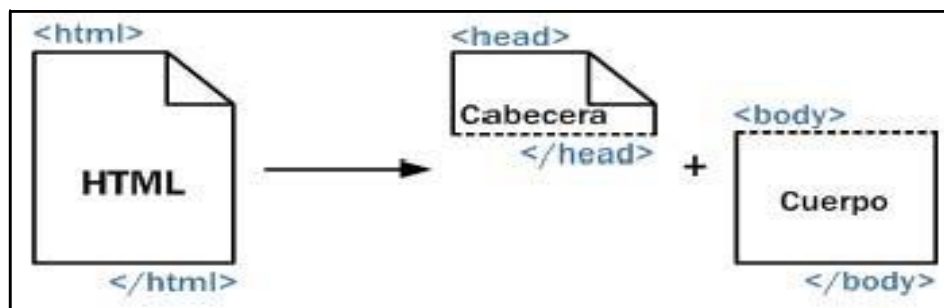 <html>
HTML
</html>
<head>
Cabecera
</head>
+
<body>
Cuerpo
</body>